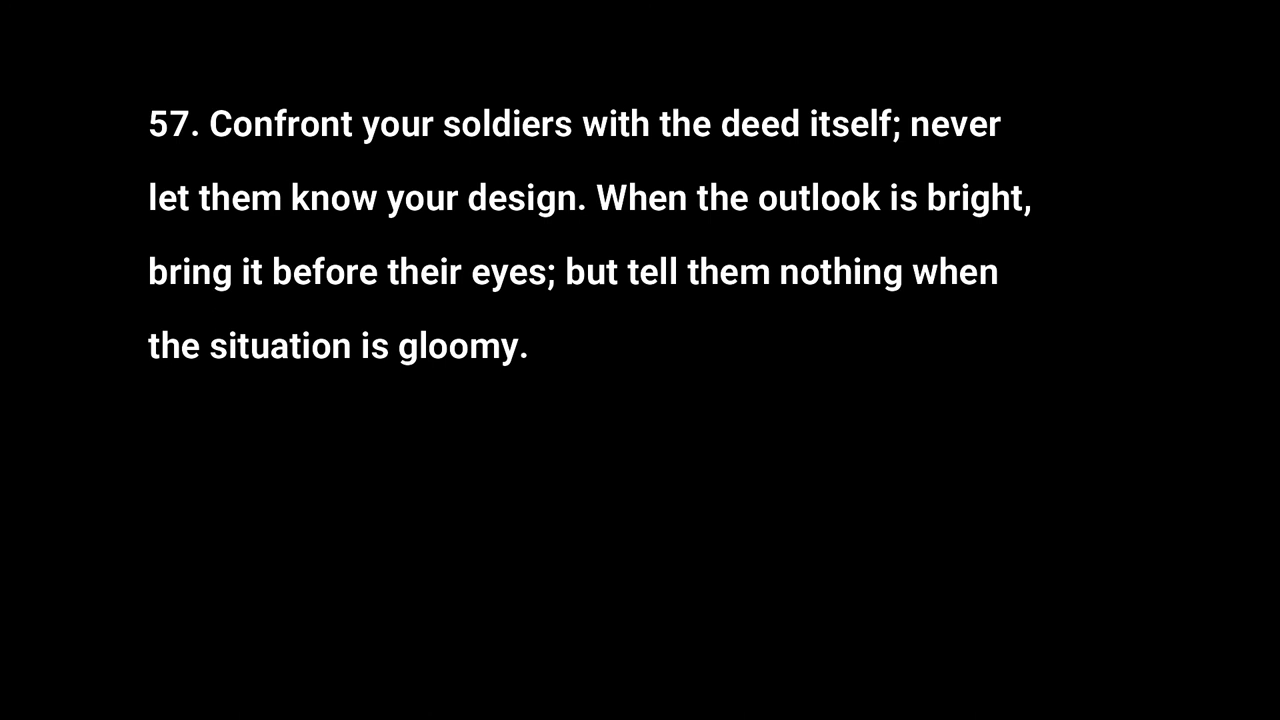 57. Confront your soldiers with the deed itself; never
let them know your design. When the outlook is bright,
bring it before their eyes; but tell them nothing when
the situation is gloomy.